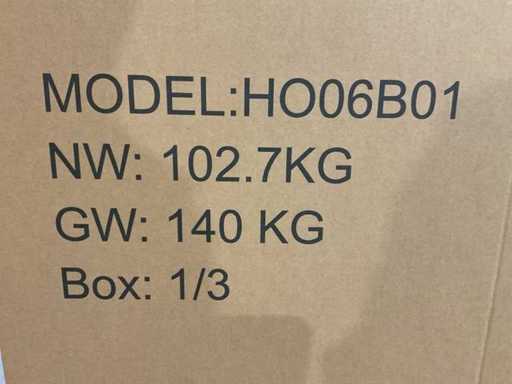 MODEL:HO06B01
NW: 102.7KG
GW: 140 KG
Box: 1/3